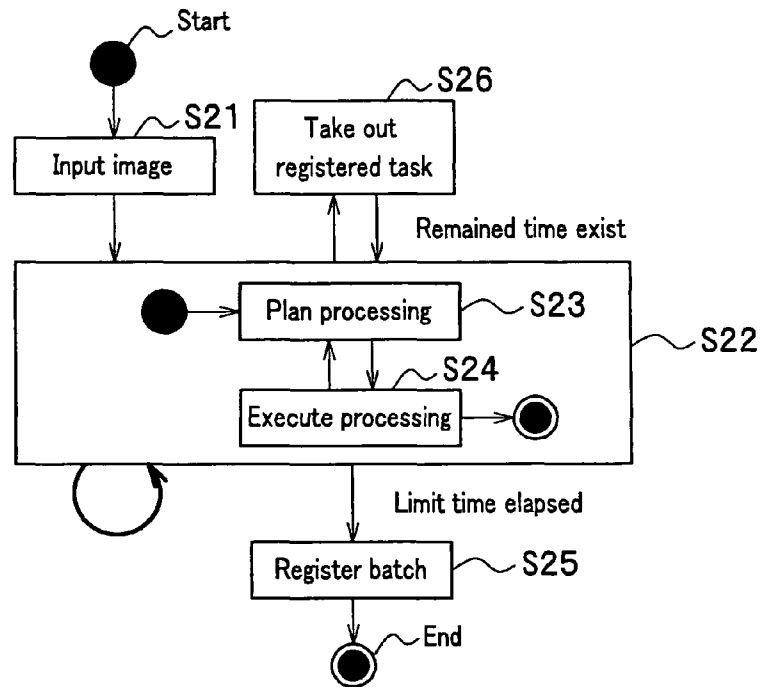 Start
S21
S26
Input image
Take out
registered task
Remained time exist
Plan processing
S23
S22
S24
Execute processing
Limit time elapsed
Register batch
S25
End